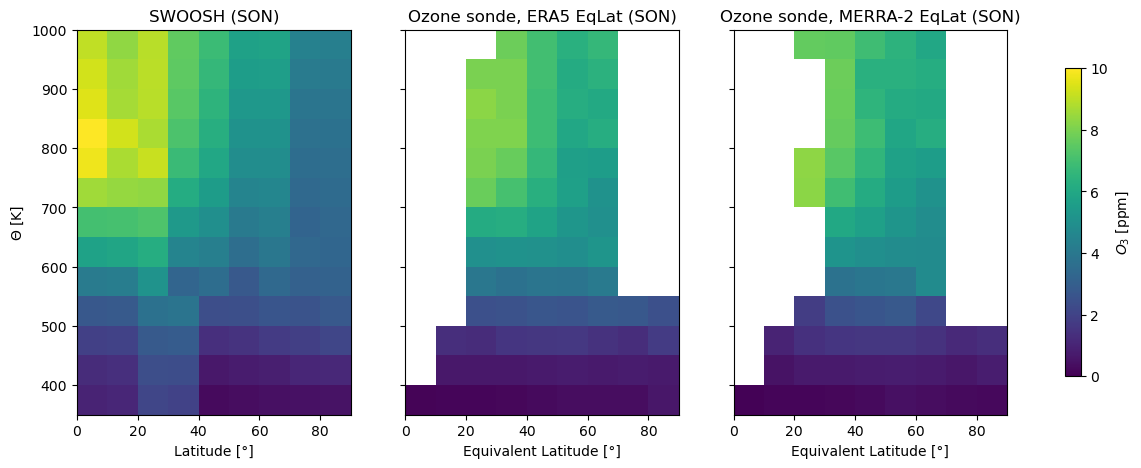 SWOOSH (SON)
Ozone sonde, ERA5 EqLat (SON)
Ozone sonde, MERRA-2 EqLat (SON)
1000
900
800
700
600
500
400
Θ [K]
0 20 40 60 80
Latitude [°]
0 20 40 60 80
Equivalent Latitude [°]
0 20 40 60 80
Equivalent Latitude [°]
10
8
6
4
2
0
O₃ [ppm]